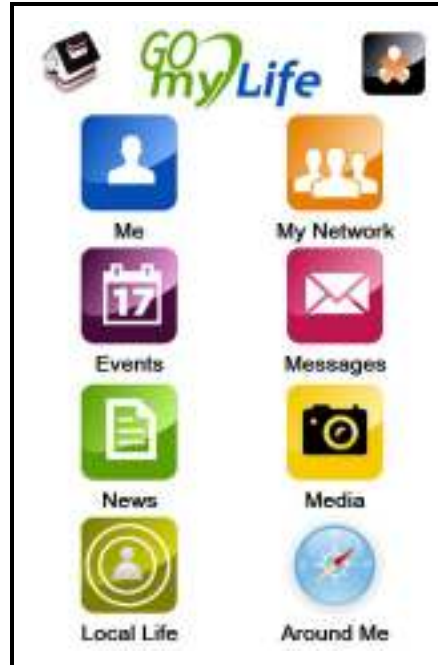 GO
my Life
Me
My Network
17
Events
Messages
News
Media
Local Life
Around Me